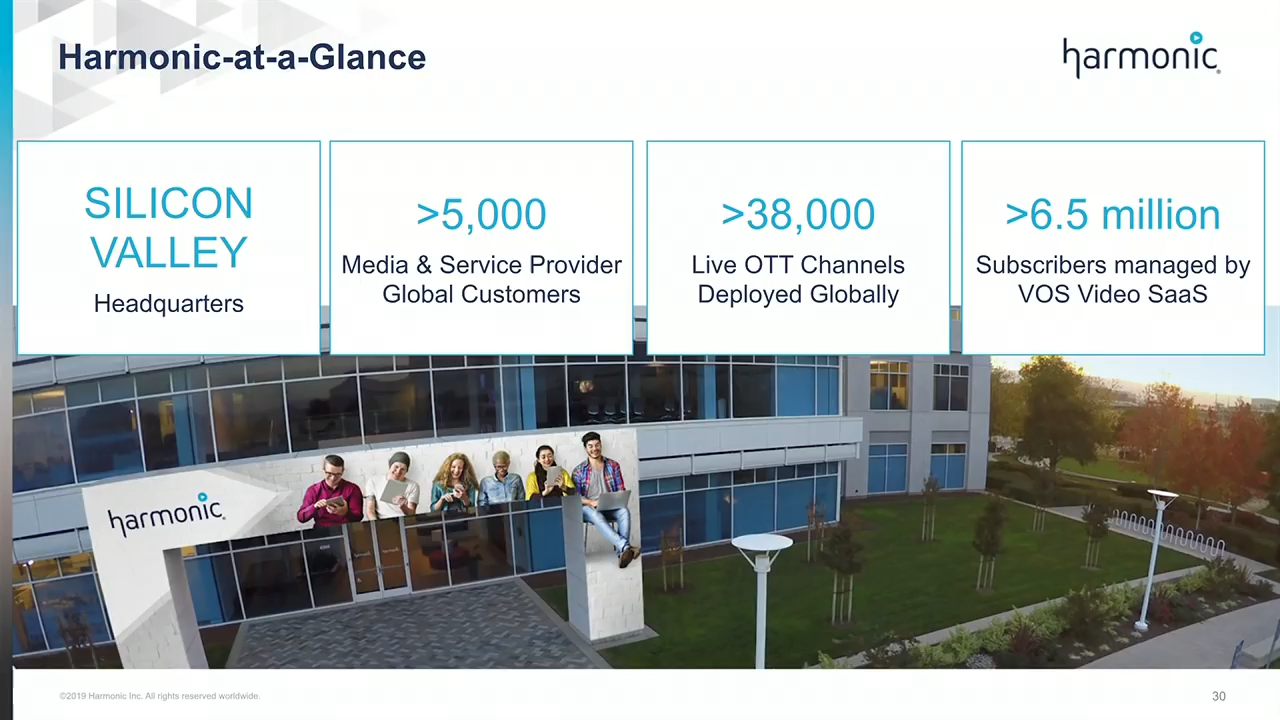 Harmonic-at-a-Glance
harmonic
SILICON
VALLEY
Headquarters
>5,000
Media & Service Provider
Global Customers
>38,000
Live OTT Channels
Deployed Globally
>6.5 million
Subscribers managed by
VOS Video SaaS
harmonic
©2019 Harmonic Inc. All rights reserved worldwide.
30